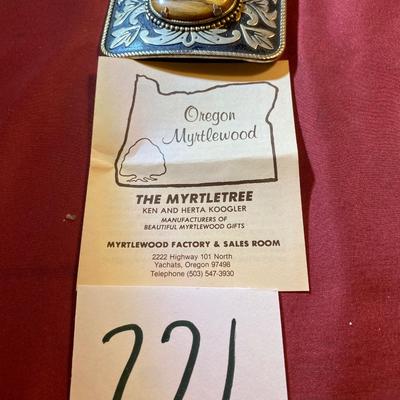 Oregon
Myrtlewood
THE MYRTLETREE
KEN AND HERTA KOOGLER
MANUFACTURERS OF
BEAUTIFUL MYRTLEWOOD GIFTS
MYRTLEWOOD FACTORY & SALES ROOM
2222 Highway 101 North
Yachats, Oregon 97498
Telephone (503) 547-3930
221